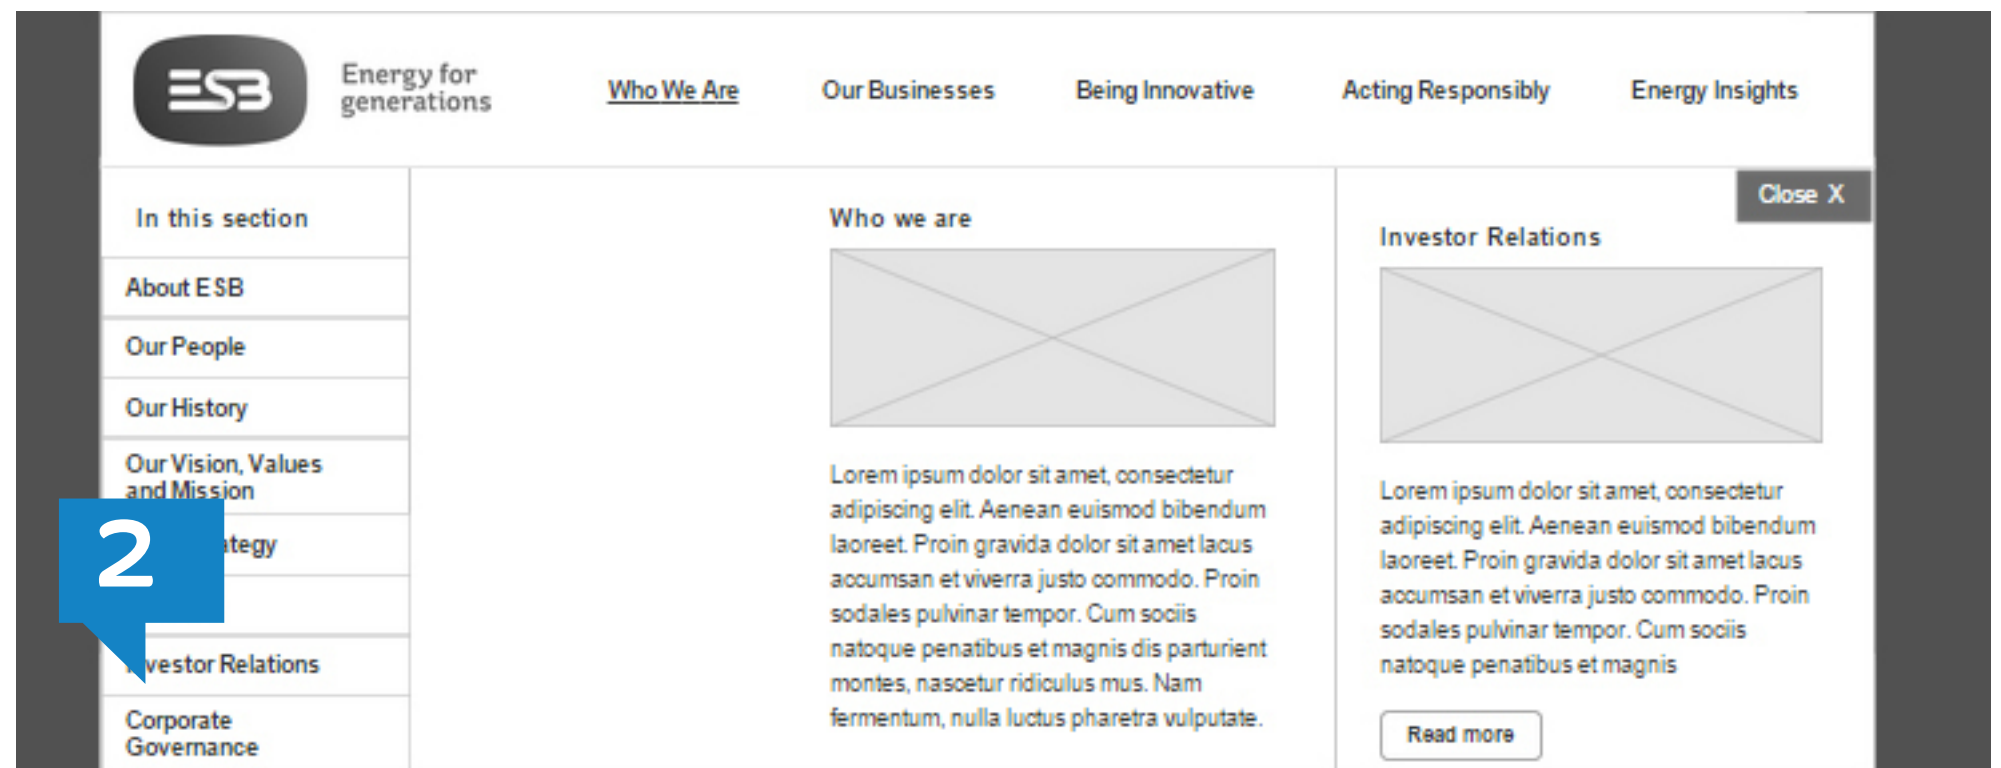 ESB
Energy for
generations
Who We Are
Our Businesses
Being Innovative
Acting Responsibly
Energy Insights
Close X
In this section
About ESB
Our People
Our History
Our Vision, Values
and Mission
2
Investor Relations
Corporate
Governance
Who we are
Lorem ipsum dolor sit amet, consectetur
adipiscing elit. Aenean euismod bibendum
laoreet. Proin gravida dolor sit amet lacus
accumsan et viverra justo commodo. Proin
sodales pulvinar tempor. Cum sociis
natoque penatibus et magnis dis parturient
montes, nascetur ridiculus mus. Nam
fermentum, nulla luctus pharetra vulputate.
Investor Relations
Lorem ipsum dolor sit amet, consectetur
adipiscing elit. Aenean euismod bibendum
laoreet. Proin gravida dolor sit amet lacus
accumsan et viverra justo commodo. Proin
sodales pulvinar tempor. Cum sociis
natoque penatibus et magnis
Read more